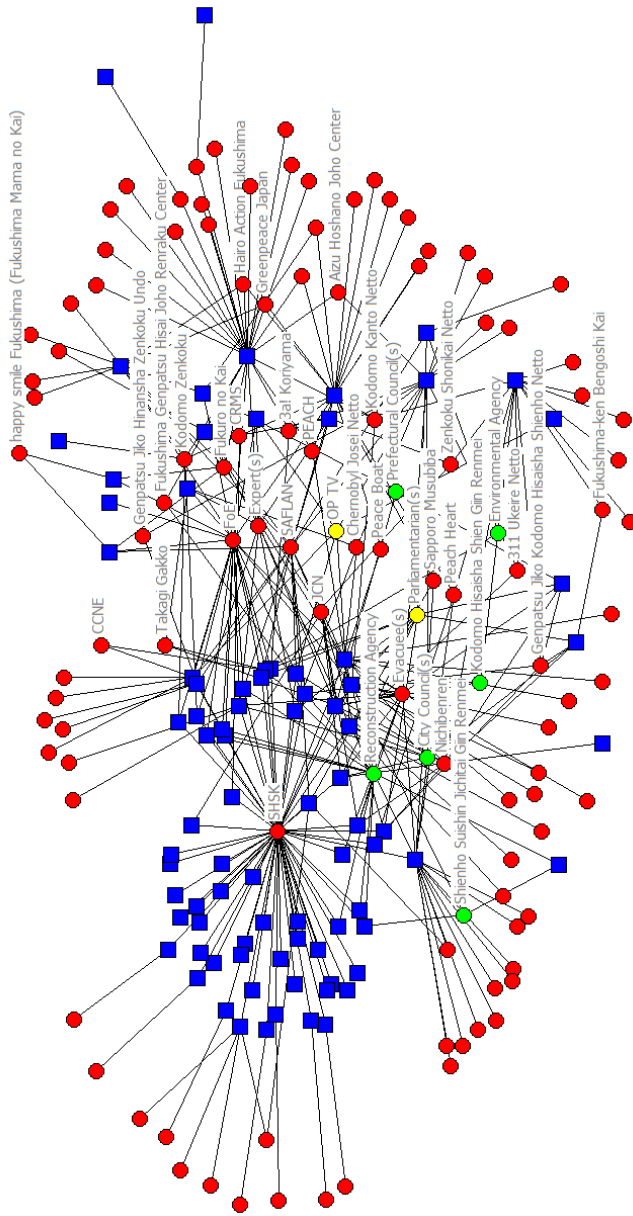 happy smile Fukushima (Fukushima Mama no Kai)
CCNE
Genpatsu Jiko Hinansha Zenkoku Undo
Fukushima Genpatsu Hisai Joho Renraku Center
Takagi Gakko
Kodomo Zenkoku
Fukuro no Kai
FoE
CRMS
Hairo Action Fukushima
Expert(s)
Greenpeace Japan
SHSK
SAFLAN
3a! Koriyama
PEACH
JCN
OP TV
Aizu Hoshano Joho Center
Chernobyl Josei Netto
Kodomo Kanto Netto
Reconstruction Agency
Peace Boat
Prefectural Council(s)
Evacuee(s)
Parliamentarian(s)
City Council(s)
Sapporo Musubiba
Nichibenren
Peach Heart
Zenkoku Shonikai Netto
Shienho Suishin Jichitai Giin Renmei
Kodomo Hisaisha Shien Giin Renmei
Environmental Agency
311 Ukeire Netto
Genpatsu Jiko Kodomo Hisaisha Shienho Netto
Fukushima-ken Bengoshi Kai